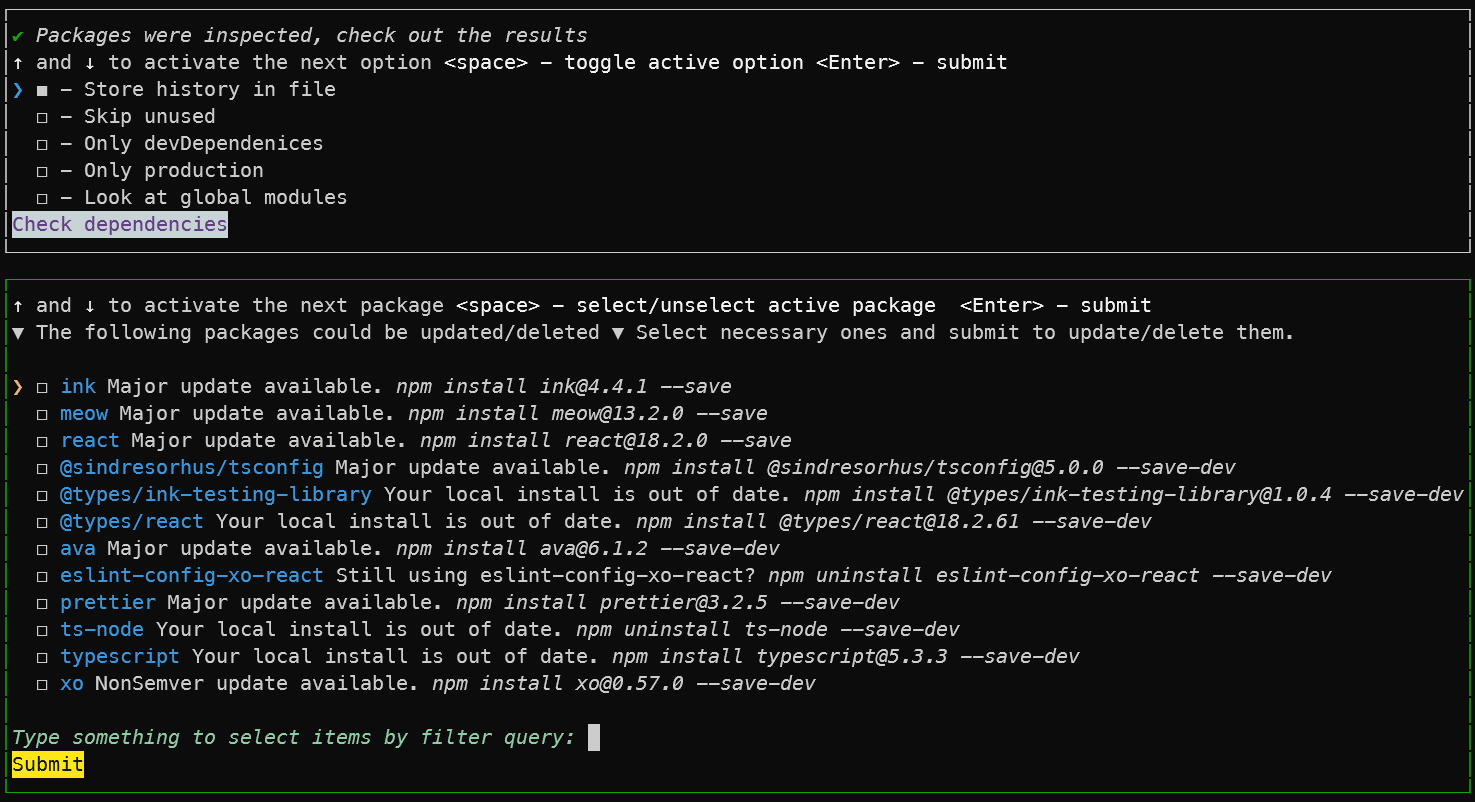 ✔ Packages were inspected, check out the results
↑ and ↓ to activate the next option <space> – toggle active option <Enter> – submit
❯ ◼ – Store history in file
◻ – Skip unused
◻ – Only devDependenices
◻ – Only production
◻ – Look at global modules
Check dependencies
↑ and ↓ to activate the next package <space> – select/unselect active package  <Enter> – submit
▼ The following packages could be updated/deleted ▼ Select necessary ones and submit to update/delete them.
❯ ◻ ink Major update available. npm install ink@4.4.1 --save
◻ meow Major update available. npm install meow@13.2.0 --save
◻ react Major update available. npm install react@18.2.0 --save
◻ @sindresorhus/tsconfig Major update available. npm install @sindresorhus/tsconfig@5.0.0 --save-dev
◻ @types/ink-testing-library Your local install is out of date. npm install @types/ink-testing-library@1.0.4 --save-dev
◻ @types/react Your local install is out of date. npm install @types/react@18.2.61 --save-dev
◻ ava Major update available. npm install ava@6.1.2 --save-dev
◻ eslint-config-xo-react Still using eslint-config-xo-react? npm uninstall eslint-config-xo-react --save-dev
◻ prettier Major update available. npm install prettier@3.2.5 --save-dev
◻ ts-node Your local install is out of date. npm uninstall ts-node --save-dev
◻ typescript Your local install is out of date. npm install typescript@5.3.3 --save-dev
◻ xo NonSemver update available. npm install xo@0.57.0 --save-dev
Type something to select items by filter query:
Submit